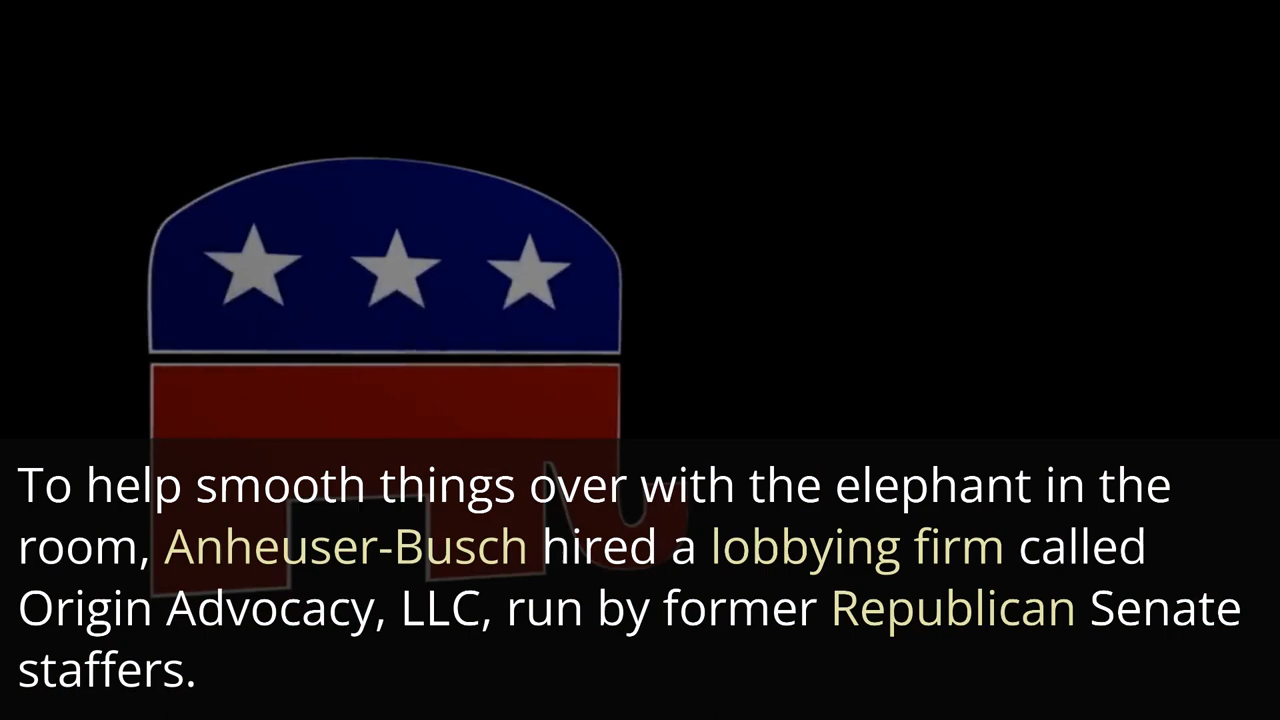 To help smooth things over with the elephant in the
room, Anheuser-Busch hired a lobbying firm called
Origin Advocacy, LLC, run by former Republican Senate
staffers.